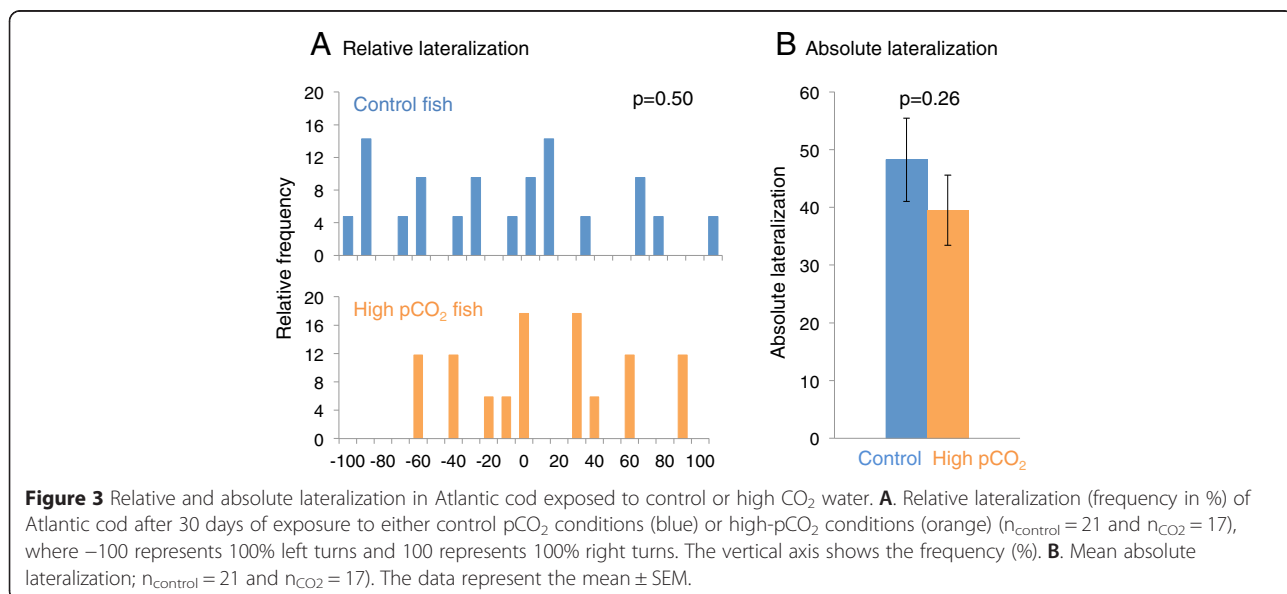 A Relative lateralization
20
16
12
8
4
0
Control fish
p=0.50
Relative frequency
20
16
12
8
4
0
High pCO₂ fish
-100 -80 -60 -40 -20 0 20 40 60 80 100
B Absolute lateralization
60
50
40
30
20
10
0
p=0.26
Absolute lateralization
Control High pCO₂
Figure 3 Relative and absolute lateralization in Atlantic cod exposed to control or high CO₂ water. A. Relative lateralization (frequency in %) of
Atlantic cod after 30 days of exposure to either control pCO₂ conditions (blue) or high-pCO₂ conditions (orange) (n_control = 21 and n_CO2 = 17),
where −100 represents 100% left turns and 100 represents 100% right turns. The vertical axis shows the frequency (%). B. Mean absolute
lateralization; n_control = 21 and n_CO2 = 17). The data represent the mean ± SEM.